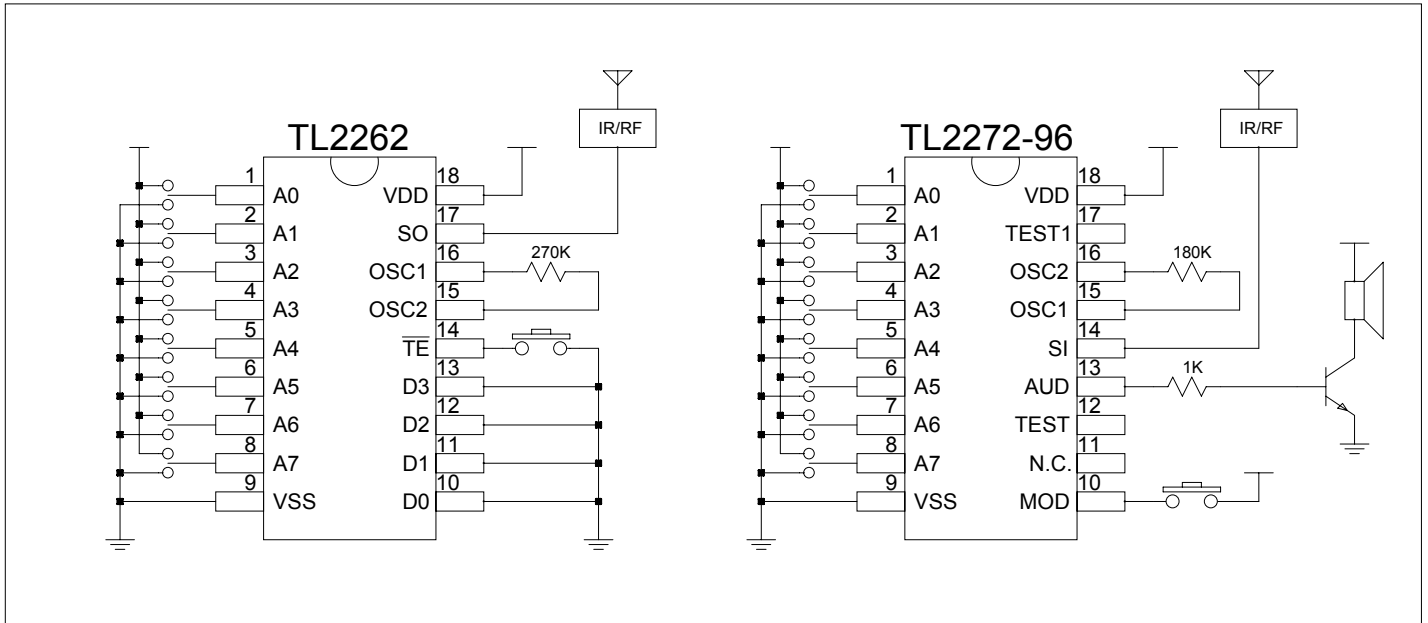 TL2262
IR/RF
1 A0 VDD 18
2 A1 SO 17
3 A2 OSC1 16 270K
4 A3 OSC2 15
5 A4 TE 14
6 A5 D3 13
7 A6 D2 12
8 A7 D1 11
9 VSS D0 10
TL2272-96
IR/RF
1 A0 VDD 18
2 A1 TEST1 17
3 A2 OSC2 16 180K
4 A3 OSC1 15
5 A4 SI 14
6 A5 AUD 13 1K
7 A6 TEST 12
8 A7 N.C. 11
9 VSS MOD 10